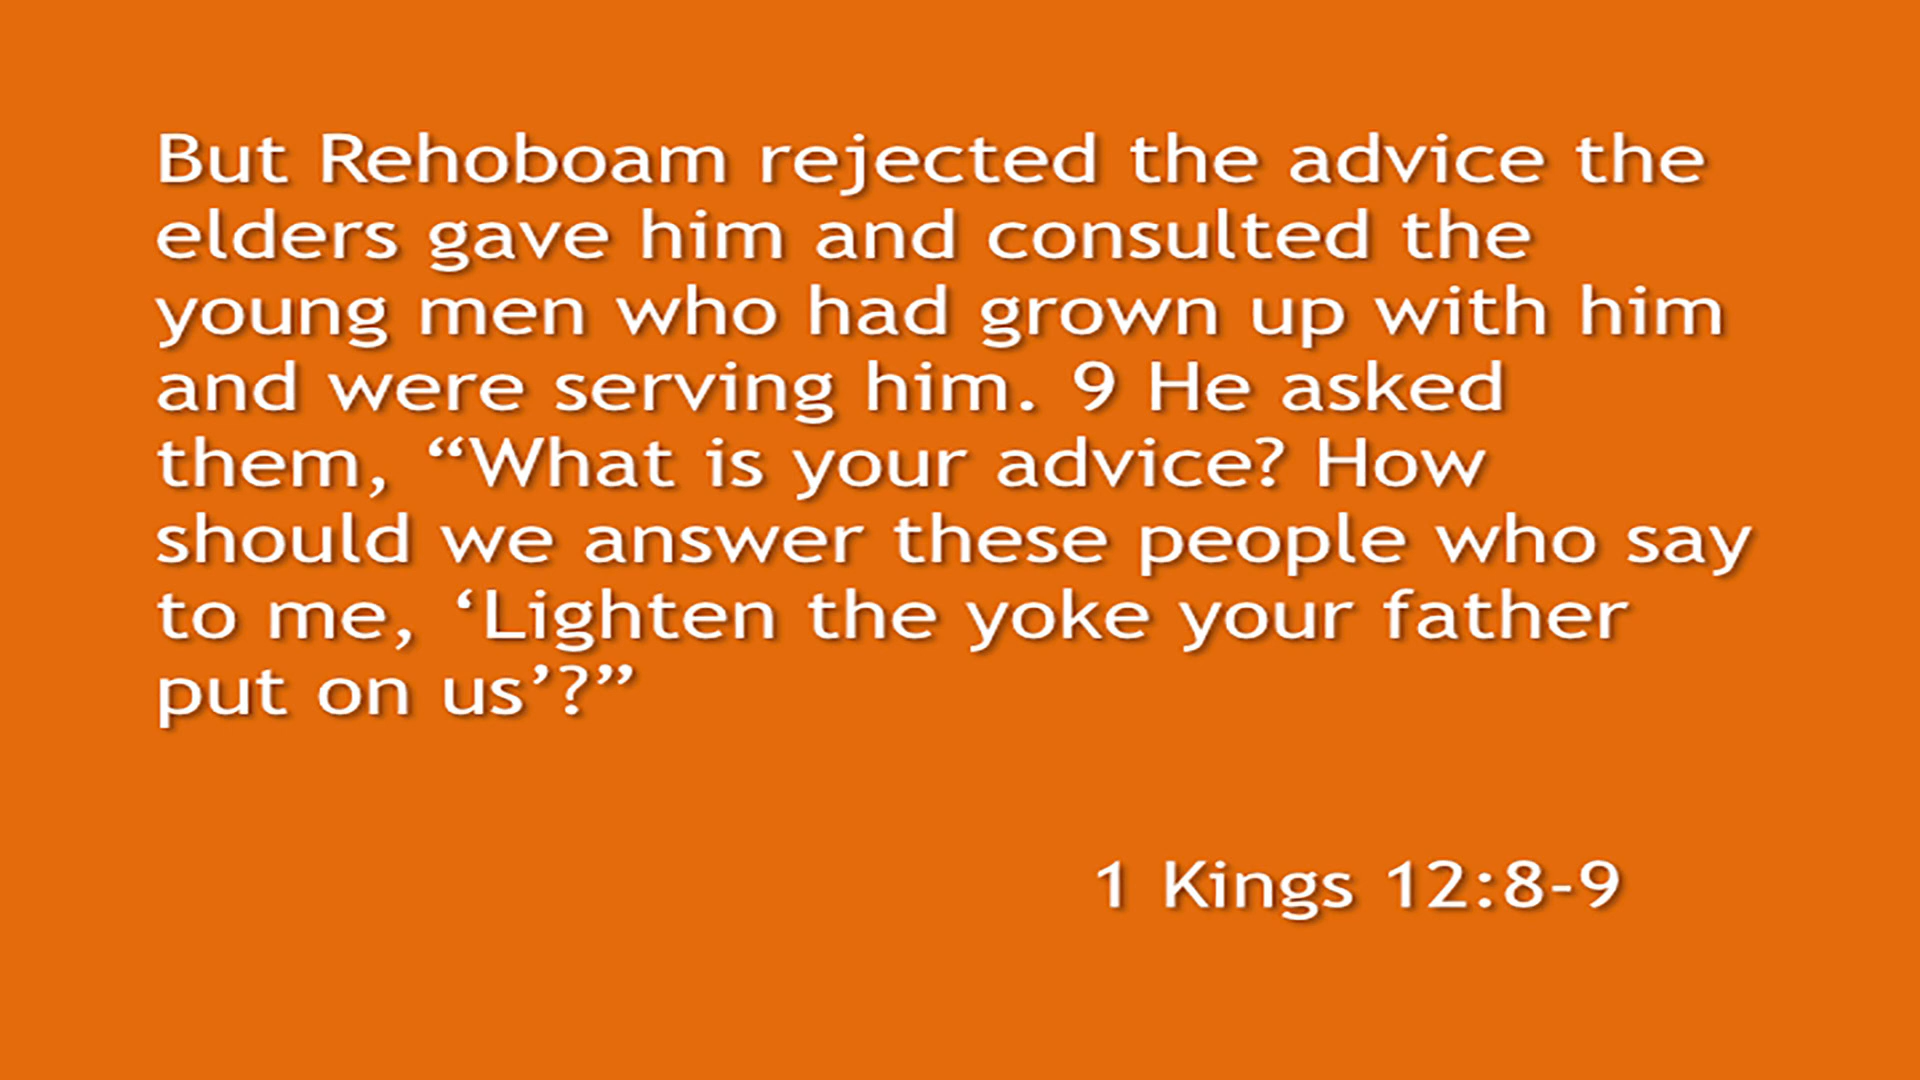 But Rehoboam rejected the advice the
elders gave him and consulted the
young men who had grown up with him
and were serving him. 9 He asked
them, “What is your advice? How
should we answer these people who say
to me, ‘Lighten the yoke your father
put on us’?”
1 Kings 12:8-9